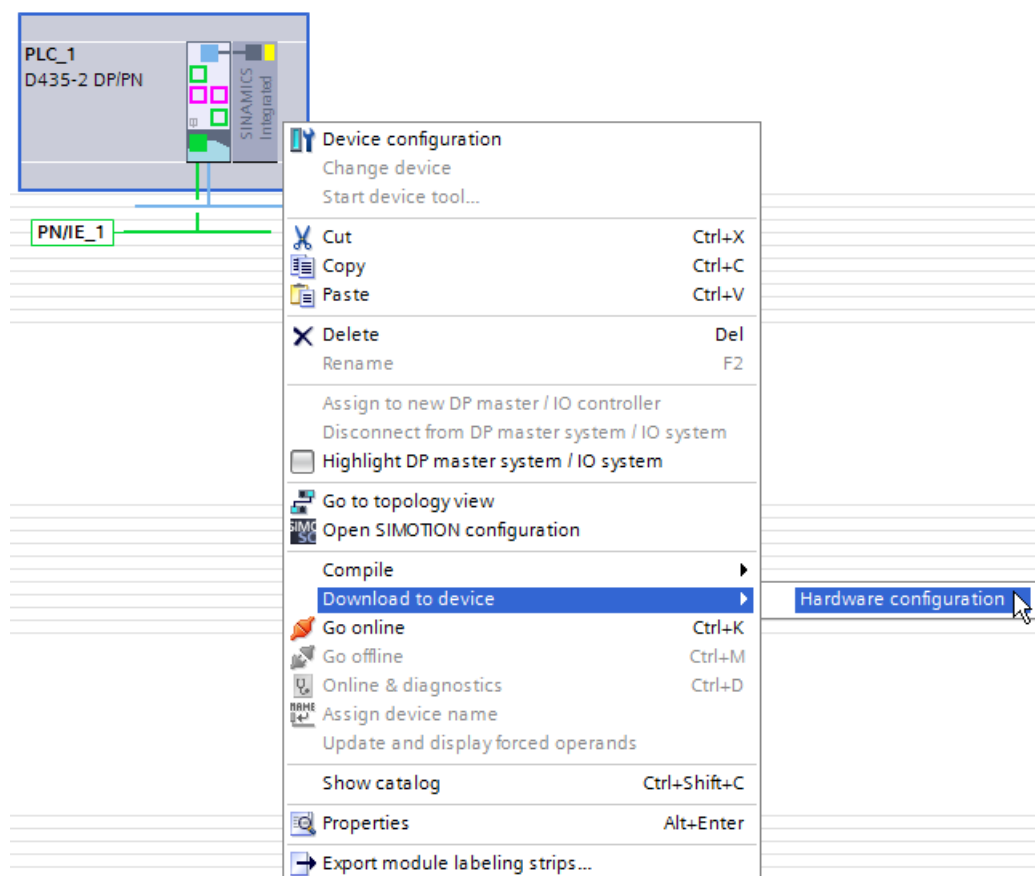 PLC_1
D435-2 DP/PN
SINAMICS
Integrated
PN/IE_1
Device configuration
Change device
Start device tool...
Cut Ctrl+X
Copy Ctrl+C
Paste Ctrl+V
Delete Del
Rename F2
Assign to new DP master / IO controller
Disconnect from DP master system / IO system
Highlight DP master system / IO system
Go to topology view
Open SIMOTION configuration
Compile
Download to device
Hardware configuration
Go online Ctrl+K
Go offline Ctrl+M
Online & diagnostics Ctrl+D
NAME
Assign device name
Update and display forced operands
Show catalog Ctrl+Shift+C
Properties Alt+Enter
Export module labeling strips...